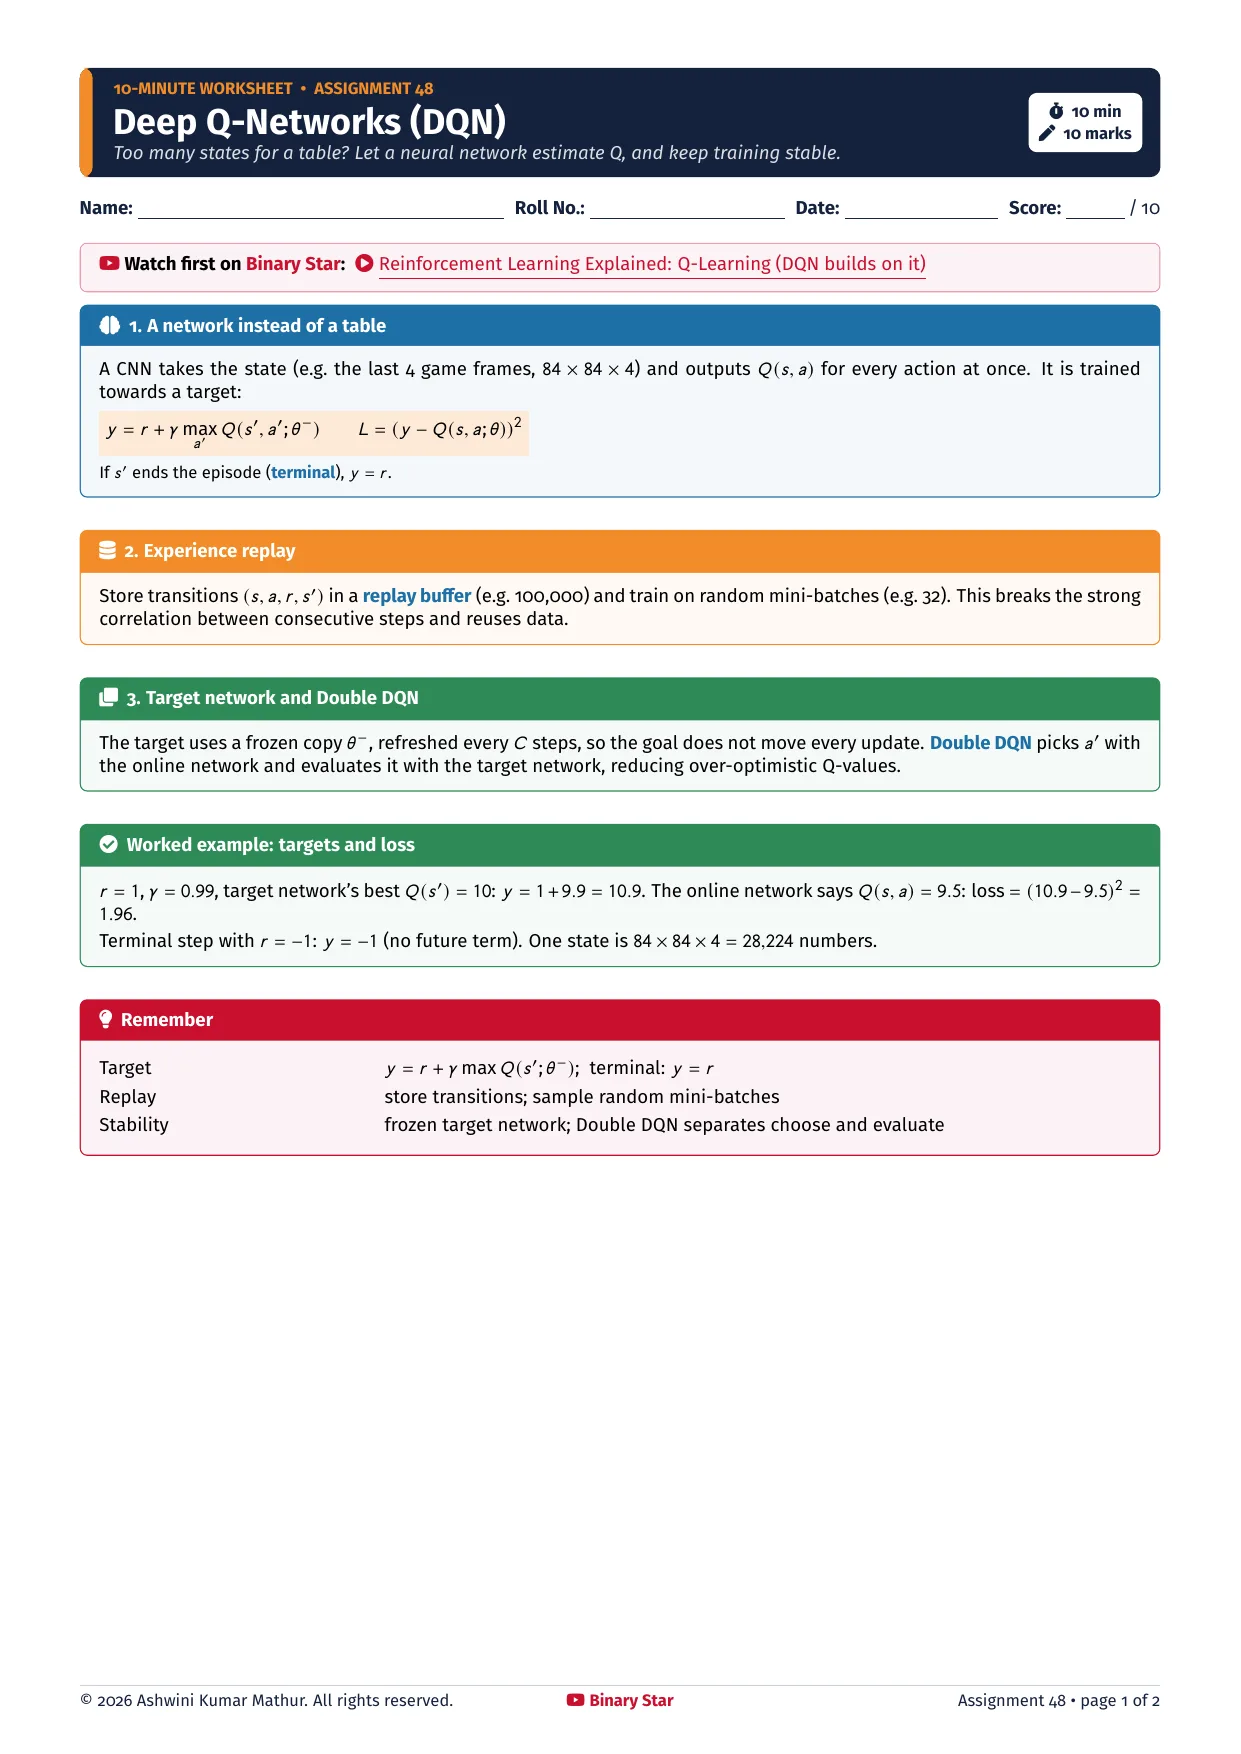 10-MINUTE WORKSHEET • ASSIGNMENT 48
Deep Q-Networks (DQN)
Too many states for a table? Let a neural network estimate Q, and keep training stable.
10 min
10 marks
Name: Roll No.: Date: Score: / 10
Watch first on Binary Star: Reinforcement Learning Explained: Q-Learning (DQN builds on it)
1. A network instead of a table
A CNN takes the state (e.g. the last 4 game frames, 84 × 84 × 4) and outputs Q(s, a) for every action at once. It is trained
towards a target:
y = r + γ max_{a′} Q(s′, a′; θ⁻)    L = (y − Q(s, a; θ))²
If s′ ends the episode (terminal), y = r.
2. Experience replay
Store transitions (s, a, r, s′) in a replay buffer (e.g. 100,000) and train on random mini-batches (e.g. 32). This breaks the strong
correlation between consecutive steps and reuses data.
3. Target network and Double DQN
The target uses a frozen copy θ⁻, refreshed every C steps, so the goal does not move every update. Double DQN picks a′ with
the online network and evaluates it with the target network, reducing over-optimistic Q-values.
Worked example: targets and loss
r = 1, γ = 0.99, target network's best Q(s′) = 10: y = 1 + 9.9 = 10.9. The online network says Q(s, a) = 9.5: loss = (10.9 − 9.5)² =
1.96.
Terminal step with r = −1: y = −1 (no future term). One state is 84 × 84 × 4 = 28,224 numbers.
Remember
Target y = r + γ max Q(s′; θ⁻); terminal: y = r
Replay store transitions; sample random mini-batches
Stability frozen target network; Double DQN separates choose and evaluate
© 2026 Ashwini Kumar Mathur. All rights reserved. Binary Star Assignment 48 • page 1 of 2